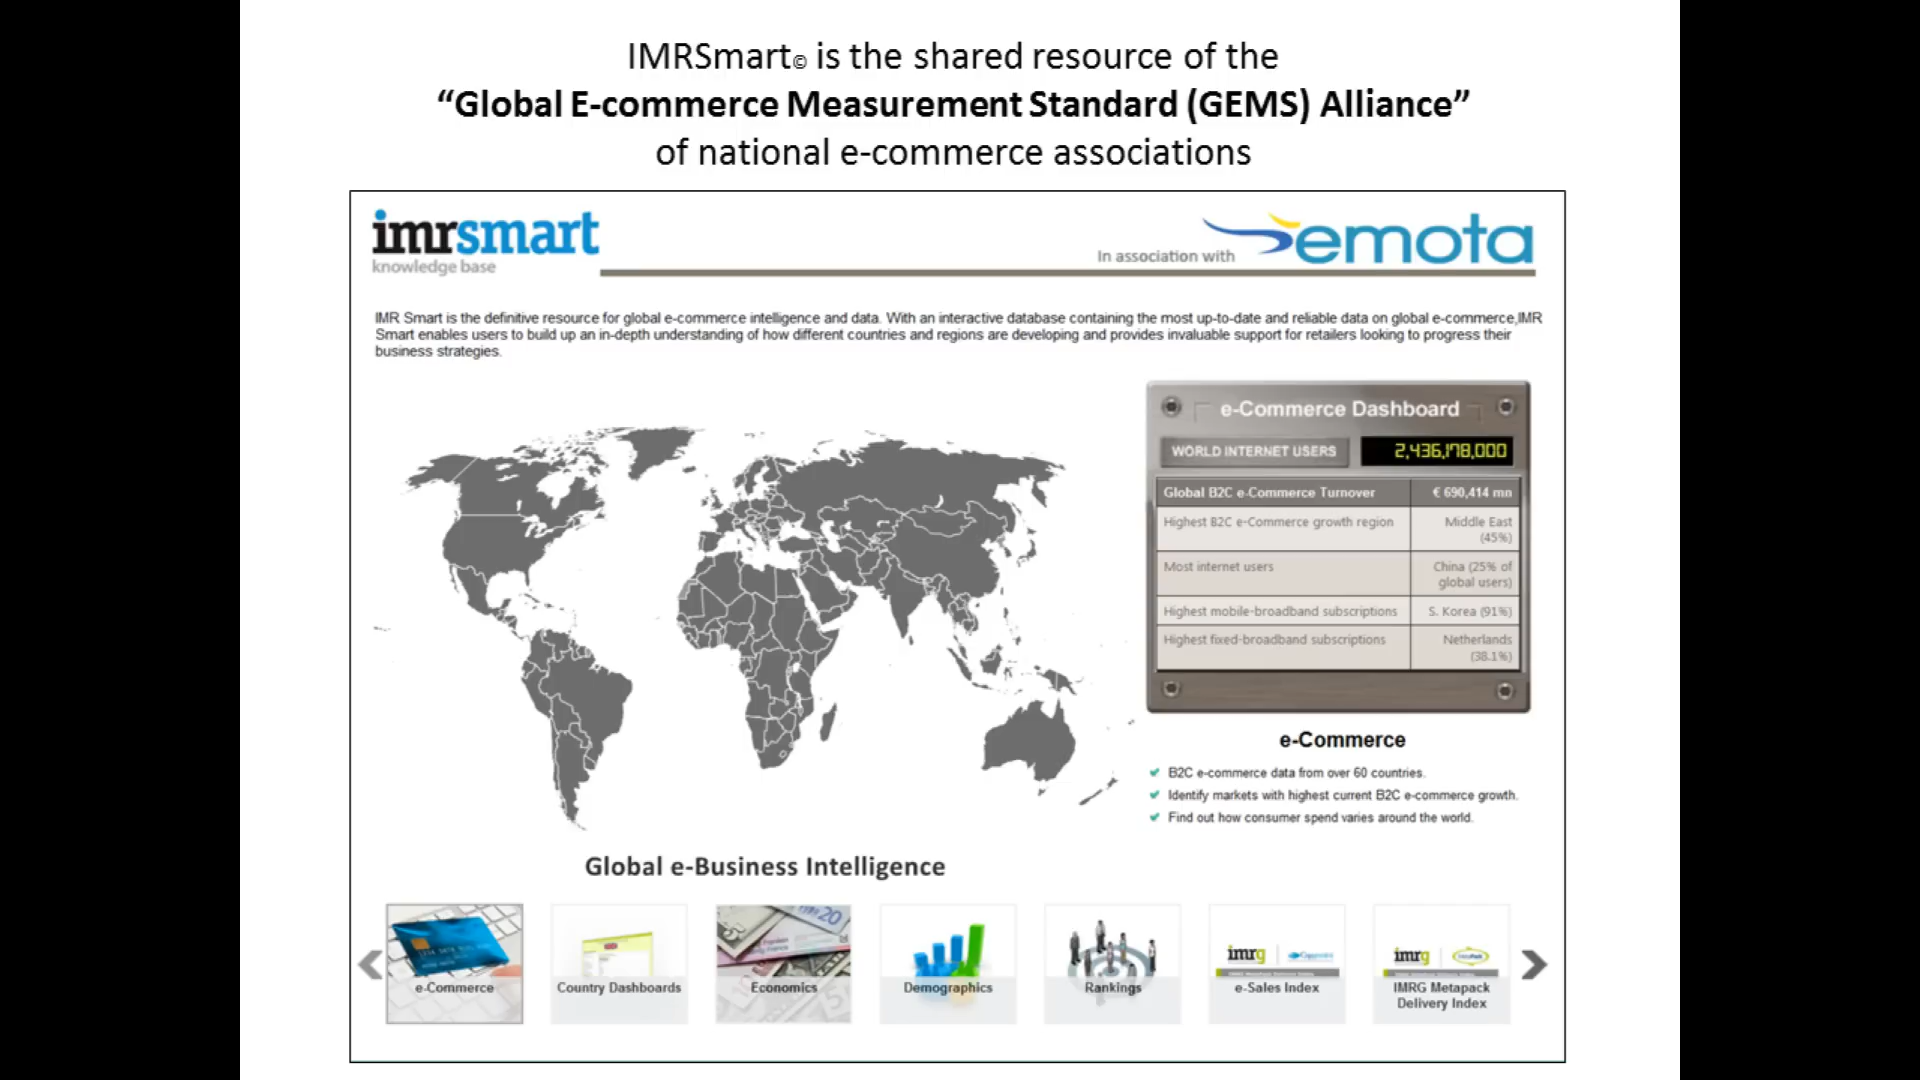 IMRSmart© is the shared resource of the
“Global E-commerce Measurement Standard (GEMS) Alliance”
of national e-commerce associations
imrsmart
knowledge base
In association with
emota
IMR Smart is the definitive resource for global e-commerce intelligence and data. With an interactive database containing the most up-to-date and reliable data on global e-commerce,IMR
Smart enables users to build up an in-depth understanding of how different countries and regions are developing and provides invaluable support for retailers looking to progress their
business strategies.
e-Commerce Dashboard
WORLD INTERNET USERS 2,436,178,000
Global B2C e-Commerce Turnover € 690,414 mn
Highest B2C e-Commerce growth region Middle East
(45%)
Most internet users China (25% of
global users)
Highest mobile-broadband subscriptions S. Korea (91%)
Highest fixed-broadband subscriptions Netherlands
(38.1%)
e-Commerce
B2C e-commerce data from over 60 countries.
Identify markets with highest current B2C e-commerce growth.
Find out how consumer spend varies around the world.
Global e-Business Intelligence
e-Commerce
Country Dashboards
20
Economics
Demographics
Rankings
imrg
e-Sales Index
imrg
IMRG Metapack
Delivery Index